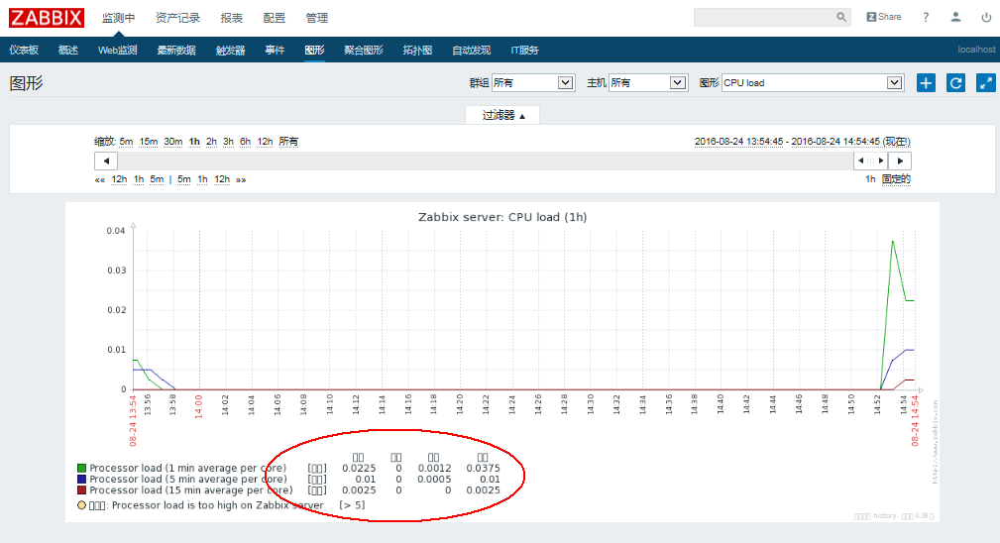 ZABBIX 监测中 资产记录 报表 配置 管理 Z Share ?
仪表板 概述 Web监测 最新数据 触发器 事件 图形 聚合图形 拓扑图 自动发现 IT服务 localhost
图形 群组 所有 主机 所有 图形 CPU load
过滤器 ▲
缩放: 5m 15m 30m 1h 2h 3h 6h 12h 所有 2016-08-24 13:54:45 - 2016-08-24 14:54:45 (现在!)
«« 12h 1h 5m | 5m 1h 12h »» 1h 固定的
Zabbix server: CPU load (1h)
0.04
0.03
0.02
0.01
0
08-24 13:54 13:56 13:58 14:00 14:02 14:04 14:06 14:08 14:10 14:12 14:14 14:16 14:18 14:20 14:22 14:24 14:26 14:28 14:30 14:32 14:34 14:36 14:38 14:40 14:42 14:44 14:46 14:48 14:50 14:52 14:54 08-24 14:54
http://www.zabbix.com
□□ □□ □□ □□
Processor load (1 min average per core) [□□] 0.0225 0 0.0012 0.0375
Processor load (5 min average per core) [□□] 0.01 0 0.0005 0.01
Processor load (15 min average per core) [□□] 0.0025 0 0 0.0025
□□□: Processor load is too high on Zabbix server [> 5]
□□□□ history. □□□ 0.09 □.